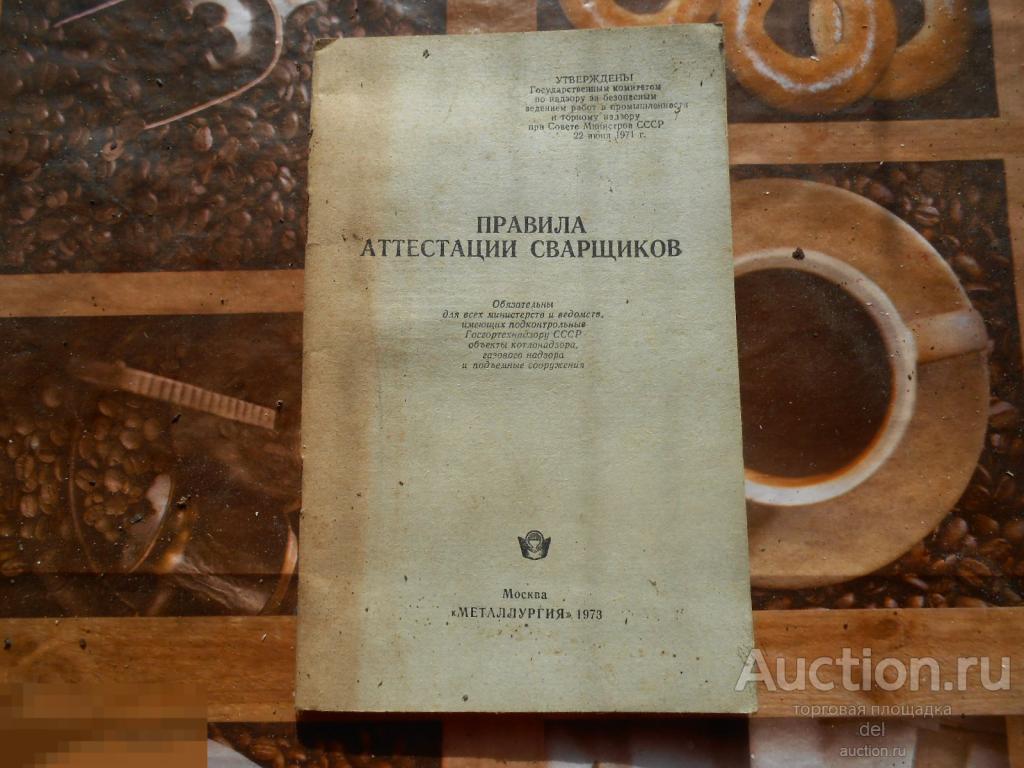 УТВЕРЖДЕНЫ
Государственным комитетом
по надзору за безопасным
ведением работ в промышленности
и горному надзору
при Совете Министров СССР
22 июня 1971 г.
ПРАВИЛА
АТТЕСТАЦИИ СВАРЩИКОВ
Обязательны
для всех министерств и ведомств,
имеющих подконтрольные
Госгортехнадзору СССР
объекты котлонадзора,
газового надзора
и подъемные сооружения
Москва
«МЕТАЛЛУРГИЯ» 1973
Auction.ru
торговая площадка
del
auction.ru